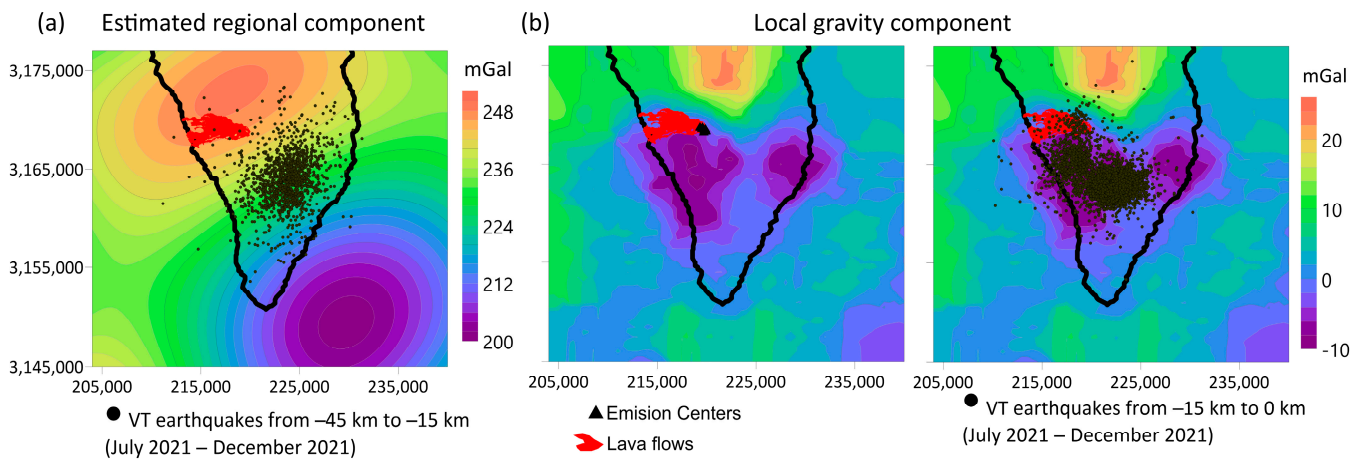 (a) Estimated regional component
(b) Local gravity component
3,175,000
3,165,000
3,155,000
3,145,000
205,000 215,000 225,000 235,000
mGal
248
236
224
212
200
● VT earthquakes from –45 km to –15 km
(July 2021 – December 2021)
205,000 215,000 225,000 235,000
▲Emision Centers
Lava flows
205,000 215,000 225,000 235,000
● VT earthquakes from –15 km to 0 km
(July 2021 – December 2021)
mGal
20
10
0
-10